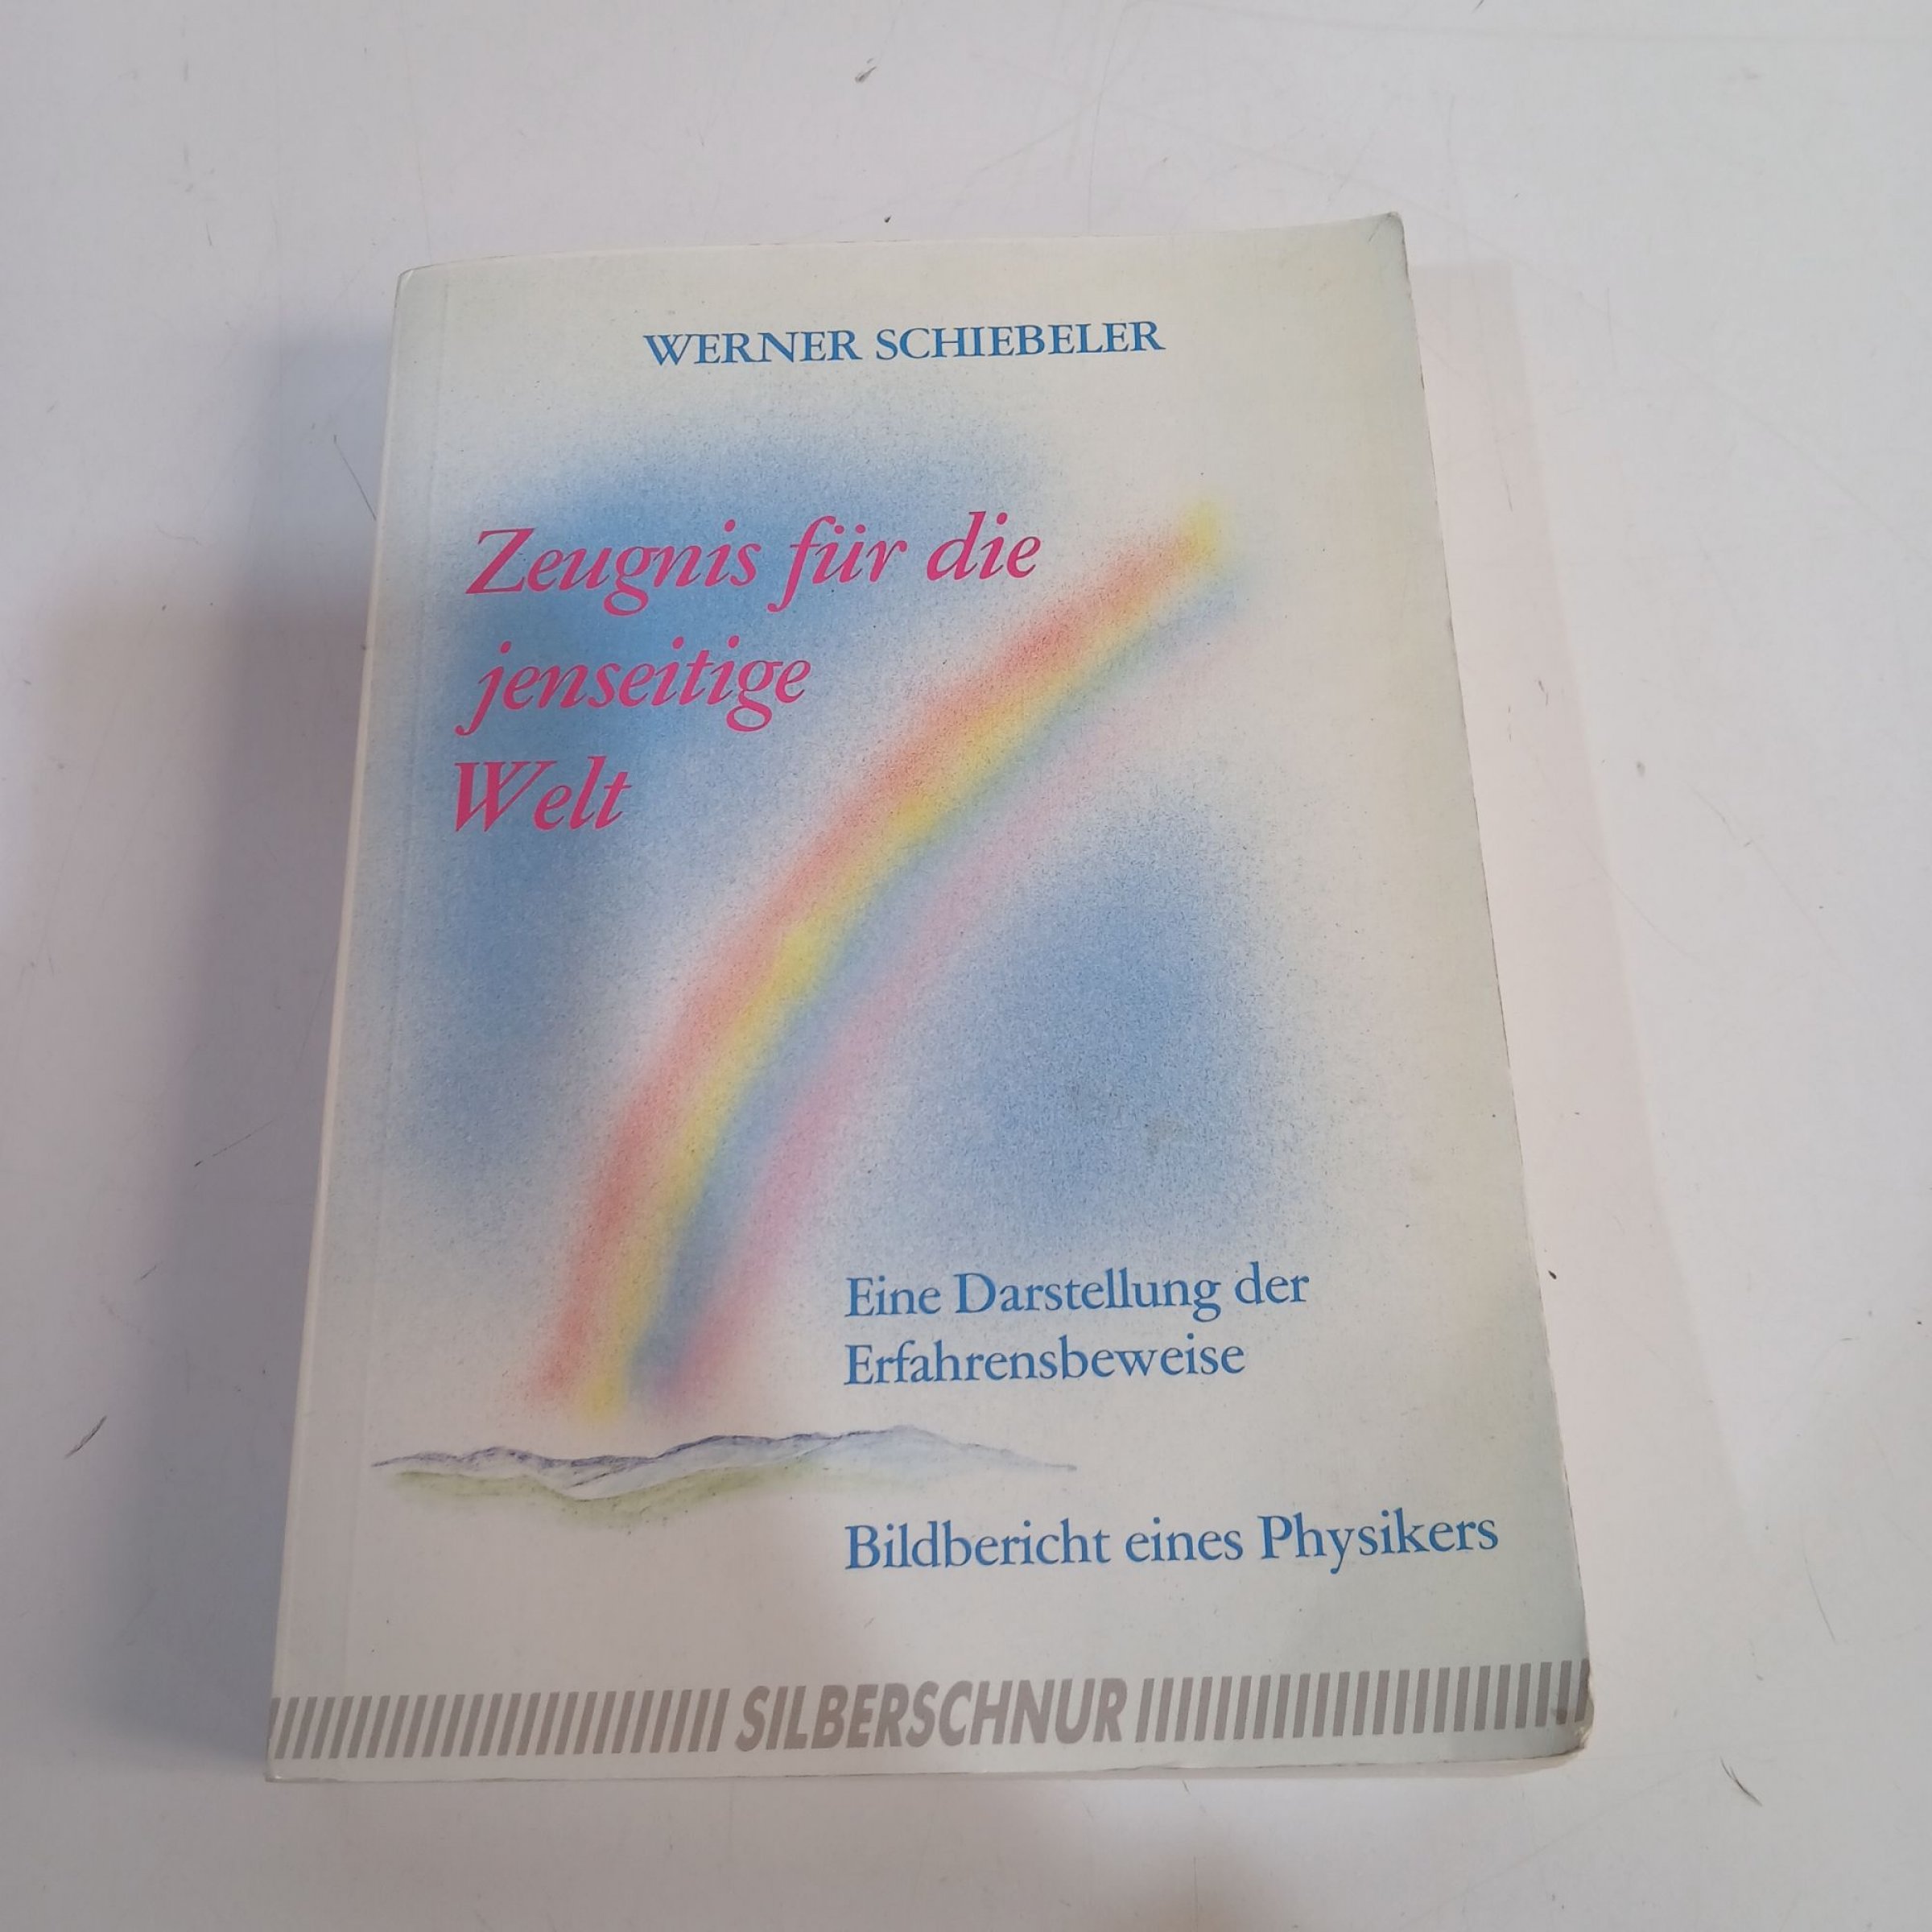 WERNER SCHIEBELER
Zeugnis für die
jenseitige
Welt
Eine Darstellung der
Erfahrensbeweise
Bildbericht eines Physikers
SILBERSCHNUR